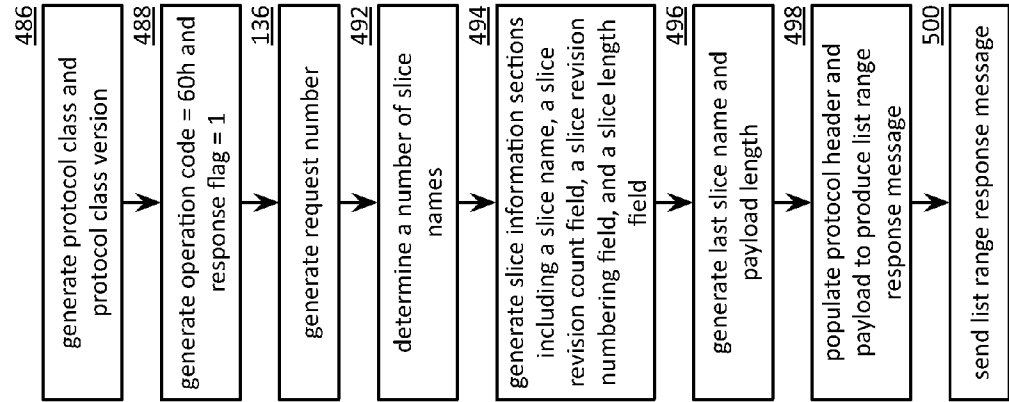 486
generate protocol class and
protocol class version
488
generate operation code = 60h and
response flag = 1
136
generate request number
492
determine a number of slice
names
494
generate slice information sections
including a slice name, a slice
revision count field, a slice revision
numbering field, and a slice length
field
496
generate last slice name and
payload length
498
populate protocol header and
payload to produce list range
response message
500
send list range response message